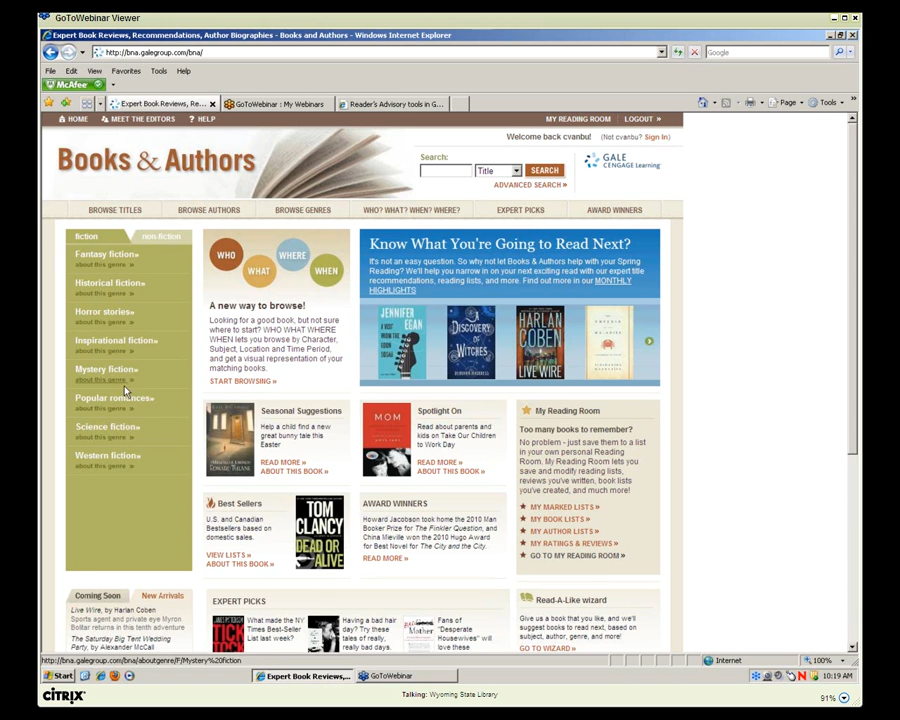 GoToWebinar Viewer
Expert Book Reviews, Recommendations, Author Biographies - Books and Authors - Windows Internet Explorer
http://bna.galegroup.com/bna/
Google
File Edit View Favorites Tools Help
McAfee
Expert Book Reviews, Re...
GoToWebinar : My Webinars
Reader's Advisory tools in G...
Page
Tools
HOME MEET THE EDITORS ? HELP
MY READING ROOM LOGOUT »
Welcome back cvanbu! (Not cvanbu? Sign In)
Books & Authors
Search:
Title
SEARCH
ADVANCED SEARCH »
GALE
CENGAGE Learning
BROWSE TITLES BROWSE AUTHORS BROWSE GENRES WHO? WHAT? WHEN? WHERE? EXPERT PICKS AWARD WINNERS
fiction non-fiction
Fantasy fiction»
about this genre »
Historical fiction»
about this genre »
Horror stories»
about this genre »
Inspirational fiction»
about this genre »
Mystery fiction»
about this genre »
Popular romances»
about this genre »
Science fiction»
about this genre »
Western fiction»
about this genre »
WHO
WHAT
WHERE
WHEN
A new way to browse!
Looking for a good book, but not sure
where to start? WHO WHAT WHERE
WHEN lets you browse by Character,
Subject, Location and Time Period,
and get a visual representation of your
matching books.
START BROWSING »
Know What You're Going to Read Next?
It's not an easy question. So why not let Books & Authors help with your Spring
Reading? We'll help you narrow in on your next exciting read with our expert title
recommendations, reading lists, and more. Find out more in our MONTHLY
HIGHLIGHTS
JENNIFER
EGAN
A DISCOVERY
OF
WITCHES
HARLAN
COBEN
LIVE WIRE
Seasonal Suggestions
Help a child find a new
great bunny tale this
Easter
READ MORE »
ABOUT THIS BOOK »
MOM
Spotlight On
Read about parents and
kids on Take Our Children
to Work Day
READ MORE »
ABOUT THIS BOOK »
My Reading Room
Too many books to remember?
No problem - just save them to a list
in your own personal Reading
Room. My Reading Room lets you
save and modify reading lists,
reviews you've written, book lists
you've created, and much more!
MY MARKED LISTS »
MY BOOK LISTS »
MY AUTHOR LISTS »
MY RATINGS & REVIEWS »
GO TO MY READING ROOM »
Best Sellers
U.S. and Canadian
Bestsellers based on
domestic sales.
VIEW LISTS »
ABOUT THIS BOOK »
TOM
CLANCY
DEAD OR
ALIVE
AWARD WINNERS
Howard Jacobson took home the 2010 Man
Booker Prize for The Finkler Question, and
China Mieville won the 2010 Hugo Award
for Best Novel for The City and the City.
READ MORE »
Coming Soon New Arrivals
Live Wire, by Harlan Coben
Sports agent and private eye Myron
Bolitar returns in this tenth adventure
The Saturday Big Tent Wedding
Party, by Alexander McCall
EXPERT PICKS
TICK
What made the NY
Times Best-Seller
List last week?
Having a bad hair
day? Try these
tales of really,
really bad days.
Mother
Fans of
"Desperate
Housewives" will
love these
Read-A-Like wizard
Give us a book that you like, and we'll
suggest books to read next, based on
subject, author, genre, and more.
GO TO WIZARD »
http://bna.galegroup.com/bna/aboutgenre/F/Mystery%20fiction
Internet
100%
Start
Expert Book Reviews,...
GoToWebinar
10:19 AM
CITRIX
Talking: Wyoming State Library
91%